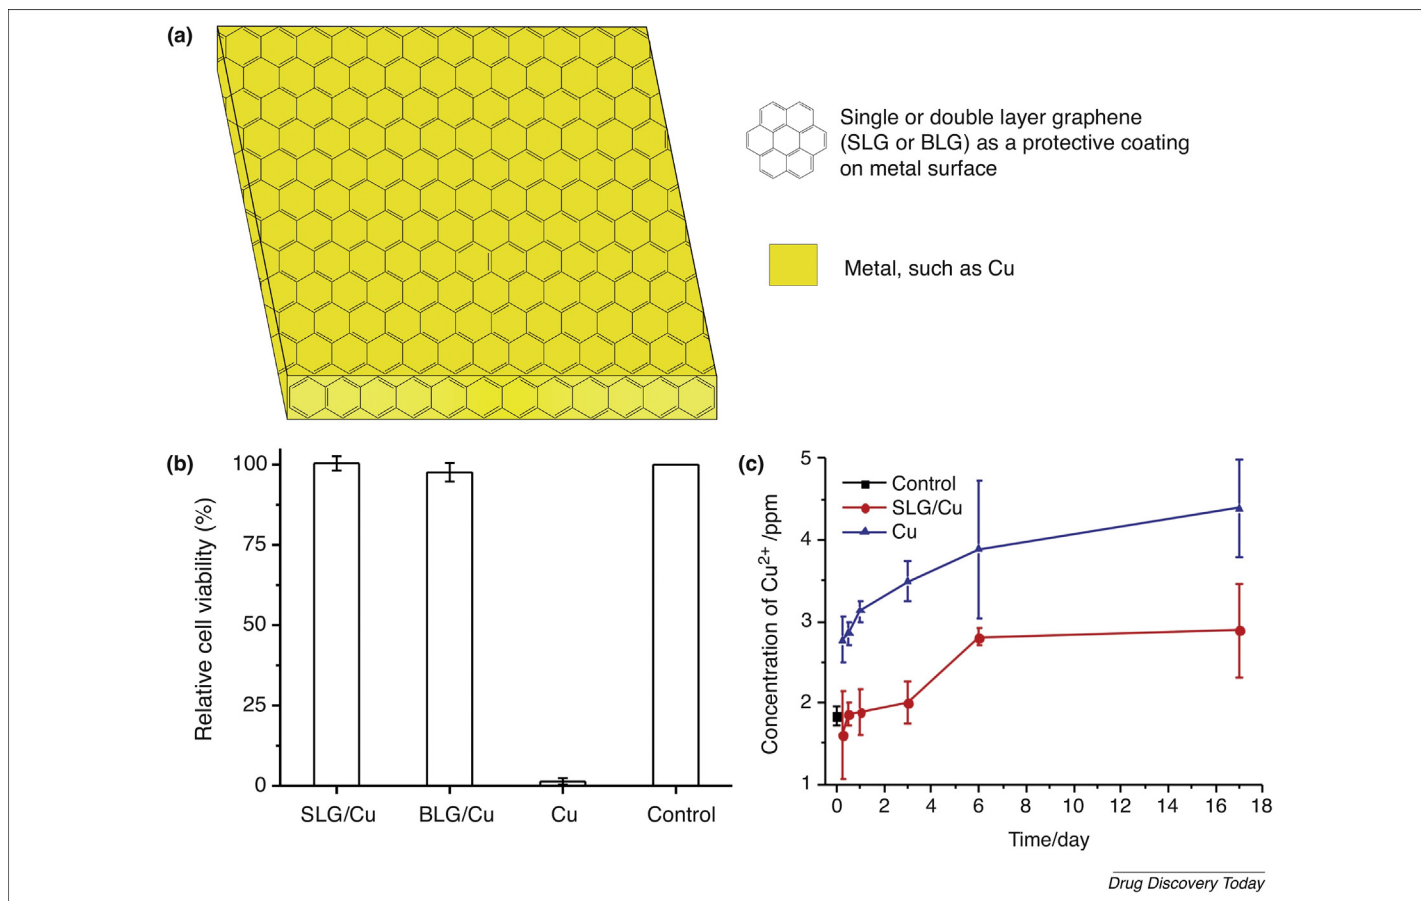 (a)
Single or double layer graphene
(SLG or BLG) as a protective coating
on metal surface
Metal, such as Cu
(b)
Relative cell viability (%)
100
75
50
25
0
SLG/Cu
BLG/Cu
Cu
Control
(c)
Concentration of Cu²⁺ /ppm
5
4
3
2
1
Control
SLG/Cu
Cu
0 2 4 6 8 10 12 14 16 18
Time/day
Drug Discovery Today